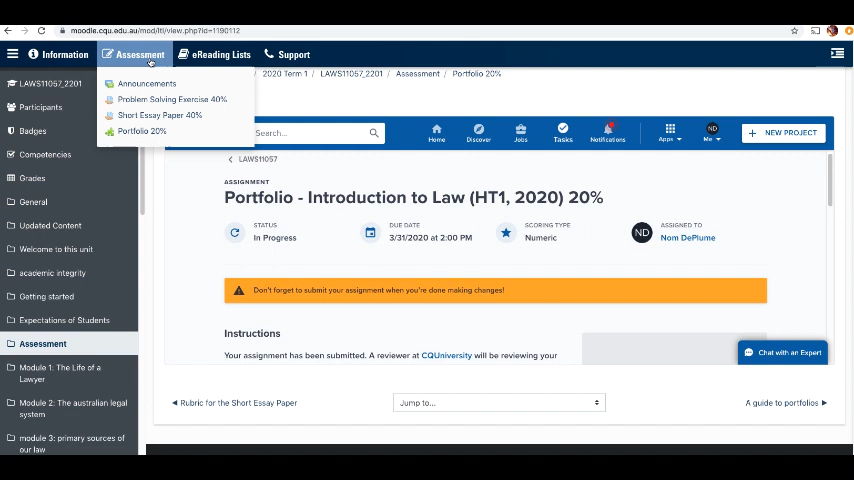 moodle.cqu.edu.au/mod/lti/view.php?id=1190112
Information
Assessment
eReading Lists
Support
LAWS11057_2201
Participants
Badges
Competencies
Grades
General
Updated Content
Welcome to this unit
academic integrity
Getting started
Expectations of Students
Assessment
Module 1: The Life of a
Lawyer
Module 2: The australian legal
system
module 3: primary sources of
our law
Announcements
Problem Solving Exercise 40%
Short Essay Paper 40%
Portfolio 20%
2020 Term 1 / LAWS11057_2201 / Assessment / Portfolio 20%
Search...
Home
Discover
Jobs
Tasks
Notifications
Apps
ND
Me
NEW PROJECT
LAWS11057
ASSIGNMENT
Portfolio - Introduction to Law (HT1, 2020) 20%
STATUS
In Progress
DUE DATE
3/31/2020 at 2:00 PM
SCORING TYPE
Numeric
ND
ASSIGNED TO
Nom DePlume
Don't forget to submit your assignment when you're done making changes!
Instructions
Your assignment has been submitted. A reviewer at CQUniversity will be reviewing your
Chat with an Expert
Rubric for the Short Essay Paper
Jump to...
A guide to portfolios